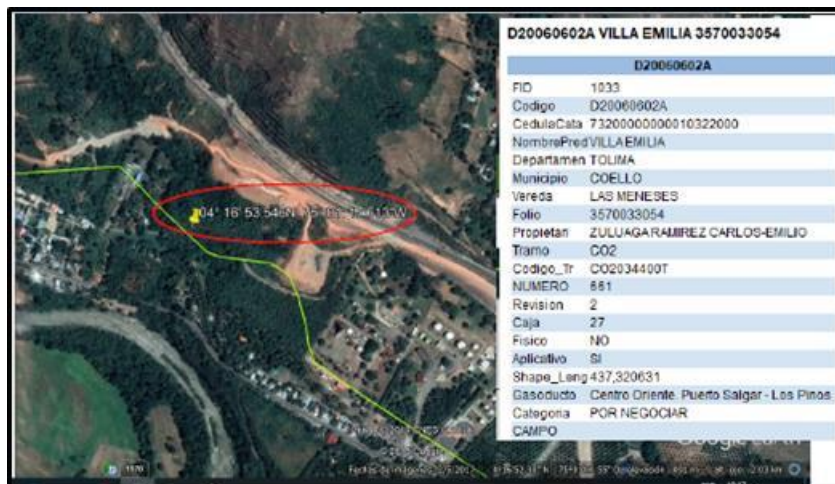 D20060602A VILLA EMILIA 3570033054
D20060602A
FID 1033
Codigo D20060602A
CedulaCata 73200000000010322000
NombrePred VILLA EMILIA
Departamen TOLIMA
Municipio COELLO
Vereda LAS MENESES
Folio 3570033054
Propietari ZULUAGA RAMIREZ CARLOS-EMILIO
Tramo CO2
Codigo_Tr CO2034400T
NUMERO 661
Revision 2
Caja 27
Fisico NO
Aplicativo SI
Shape_Leng 437,320631
Gasoducto Centro Oriente. Puerto Salgar - Los Pinos
Categoria POR NEGOCIAR
CAMPO
04° 16' 53.546N
Google Earth
1970